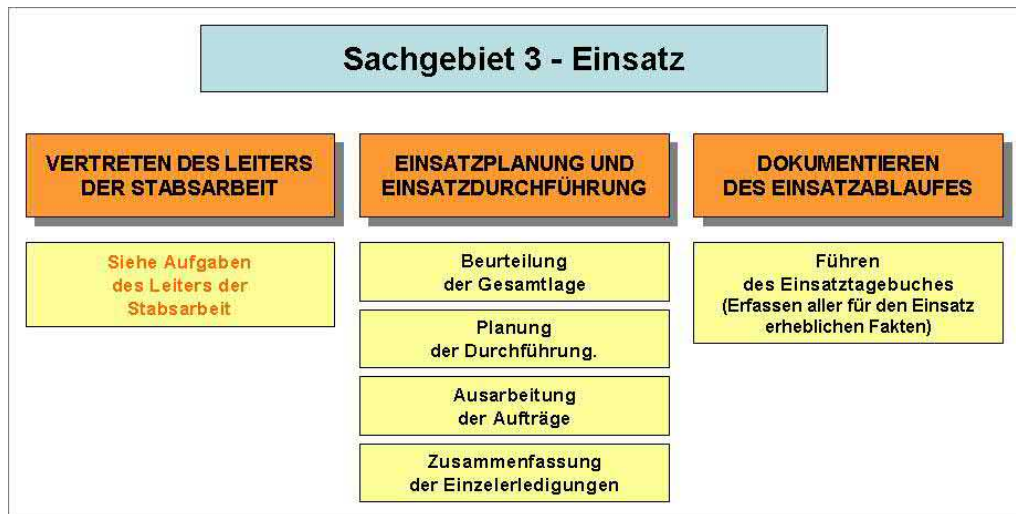 Sachgebiet 3 - Einsatz
VERTRETEN DES LEITERS
DER STABSARBEIT
Siehe Aufgaben
des Leiters der
Stabsarbeit
EINSATZPLANUNG UND
EINSATZDURCHFÜHRUNG
Beurteilung
der Gesamtlage
Planung
der Durchführung.
Ausarbeitung
der Aufträge
Zusammenfassung
der Einzelerledigungen
DOKUMENTIEREN
DES EINSATZABLAUFES
Führen
des Einsatztagebuches
(Erfassen aller für den Einsatz
erheblichen Fakten)